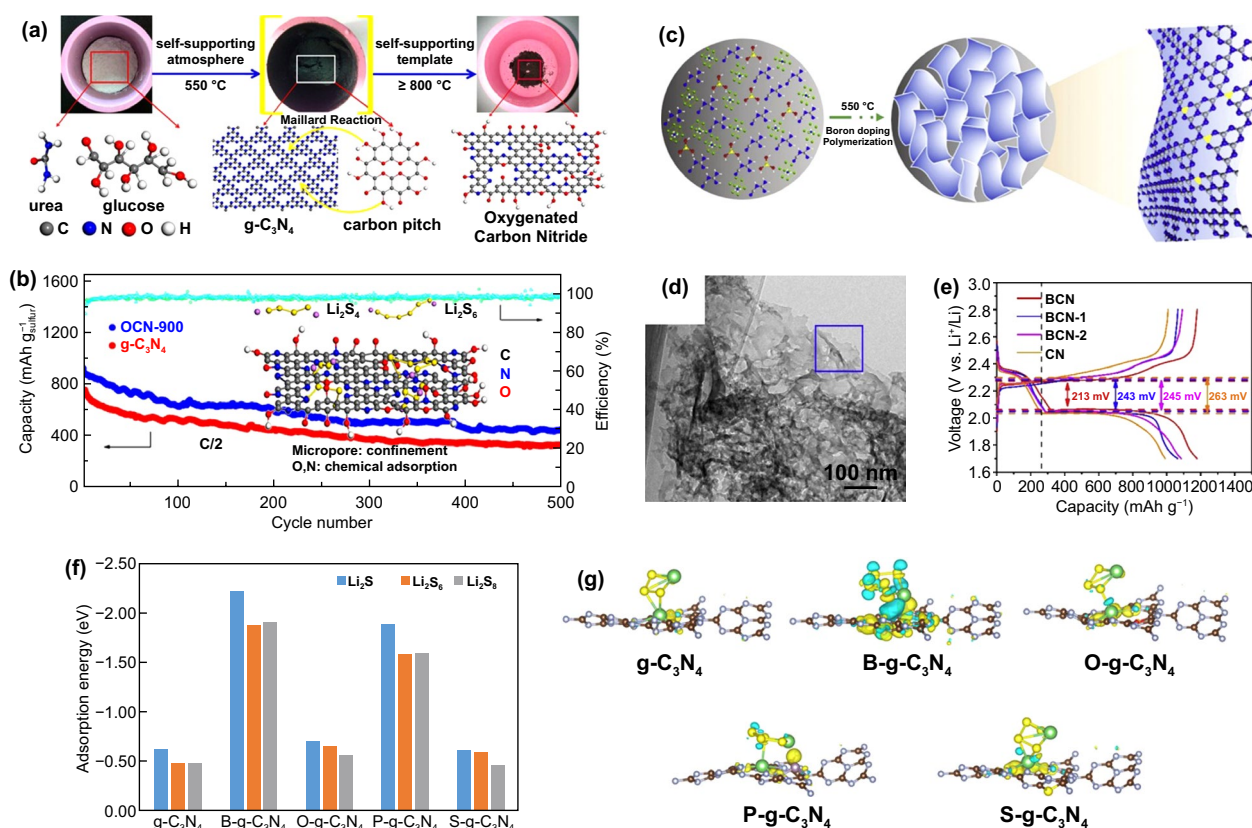 (a)
self-supporting
atmosphere
550 °C
self-supporting
template
≥ 800 °C
Maillard Reaction
urea
glucose
g-C₃N₄
carbon pitch
Oxygenated
Carbon Nitride
C N O H
(b)
1600
1200
800
400
0
Capacity (mAh g⁻¹sulfur)
OCN-900
g-C₃N₄
Li₂S₄
Li₂S₆
C
N
O
C/2
Micropore: confinement
O,N: chemical adsorption
100
80
60
40
20
0
Efficiency (%)
0 100 200 300 400 500
Cycle number
(c)
550 °C
Boron doping
Polymerization
(d)
100 nm
(e)
2.8
2.6
2.4
2.2
2.0
1.8
1.6
Voltage (V vs. Li⁺/Li)
BCN
BCN-1
BCN-2
CN
213 mV 243 mV 245 mV 263 mV
0 200 400 600 800 1000 1200 1400
Capacity (mAh g⁻¹)
(f)
−2.50
−2.00
−1.50
−1.00
−0.50
0.00
Adsorption energy (eV)
Li₂S Li₂S₆ Li₂S₈
g-C₃N₄ B-g-C₃N₄ O-g-C₃N₄ P-g-C₃N₄ S-g-C₃N₄
(g)
g-C₃N₄ B-g-C₃N₄ O-g-C₃N₄
P-g-C₃N₄ S-g-C₃N₄